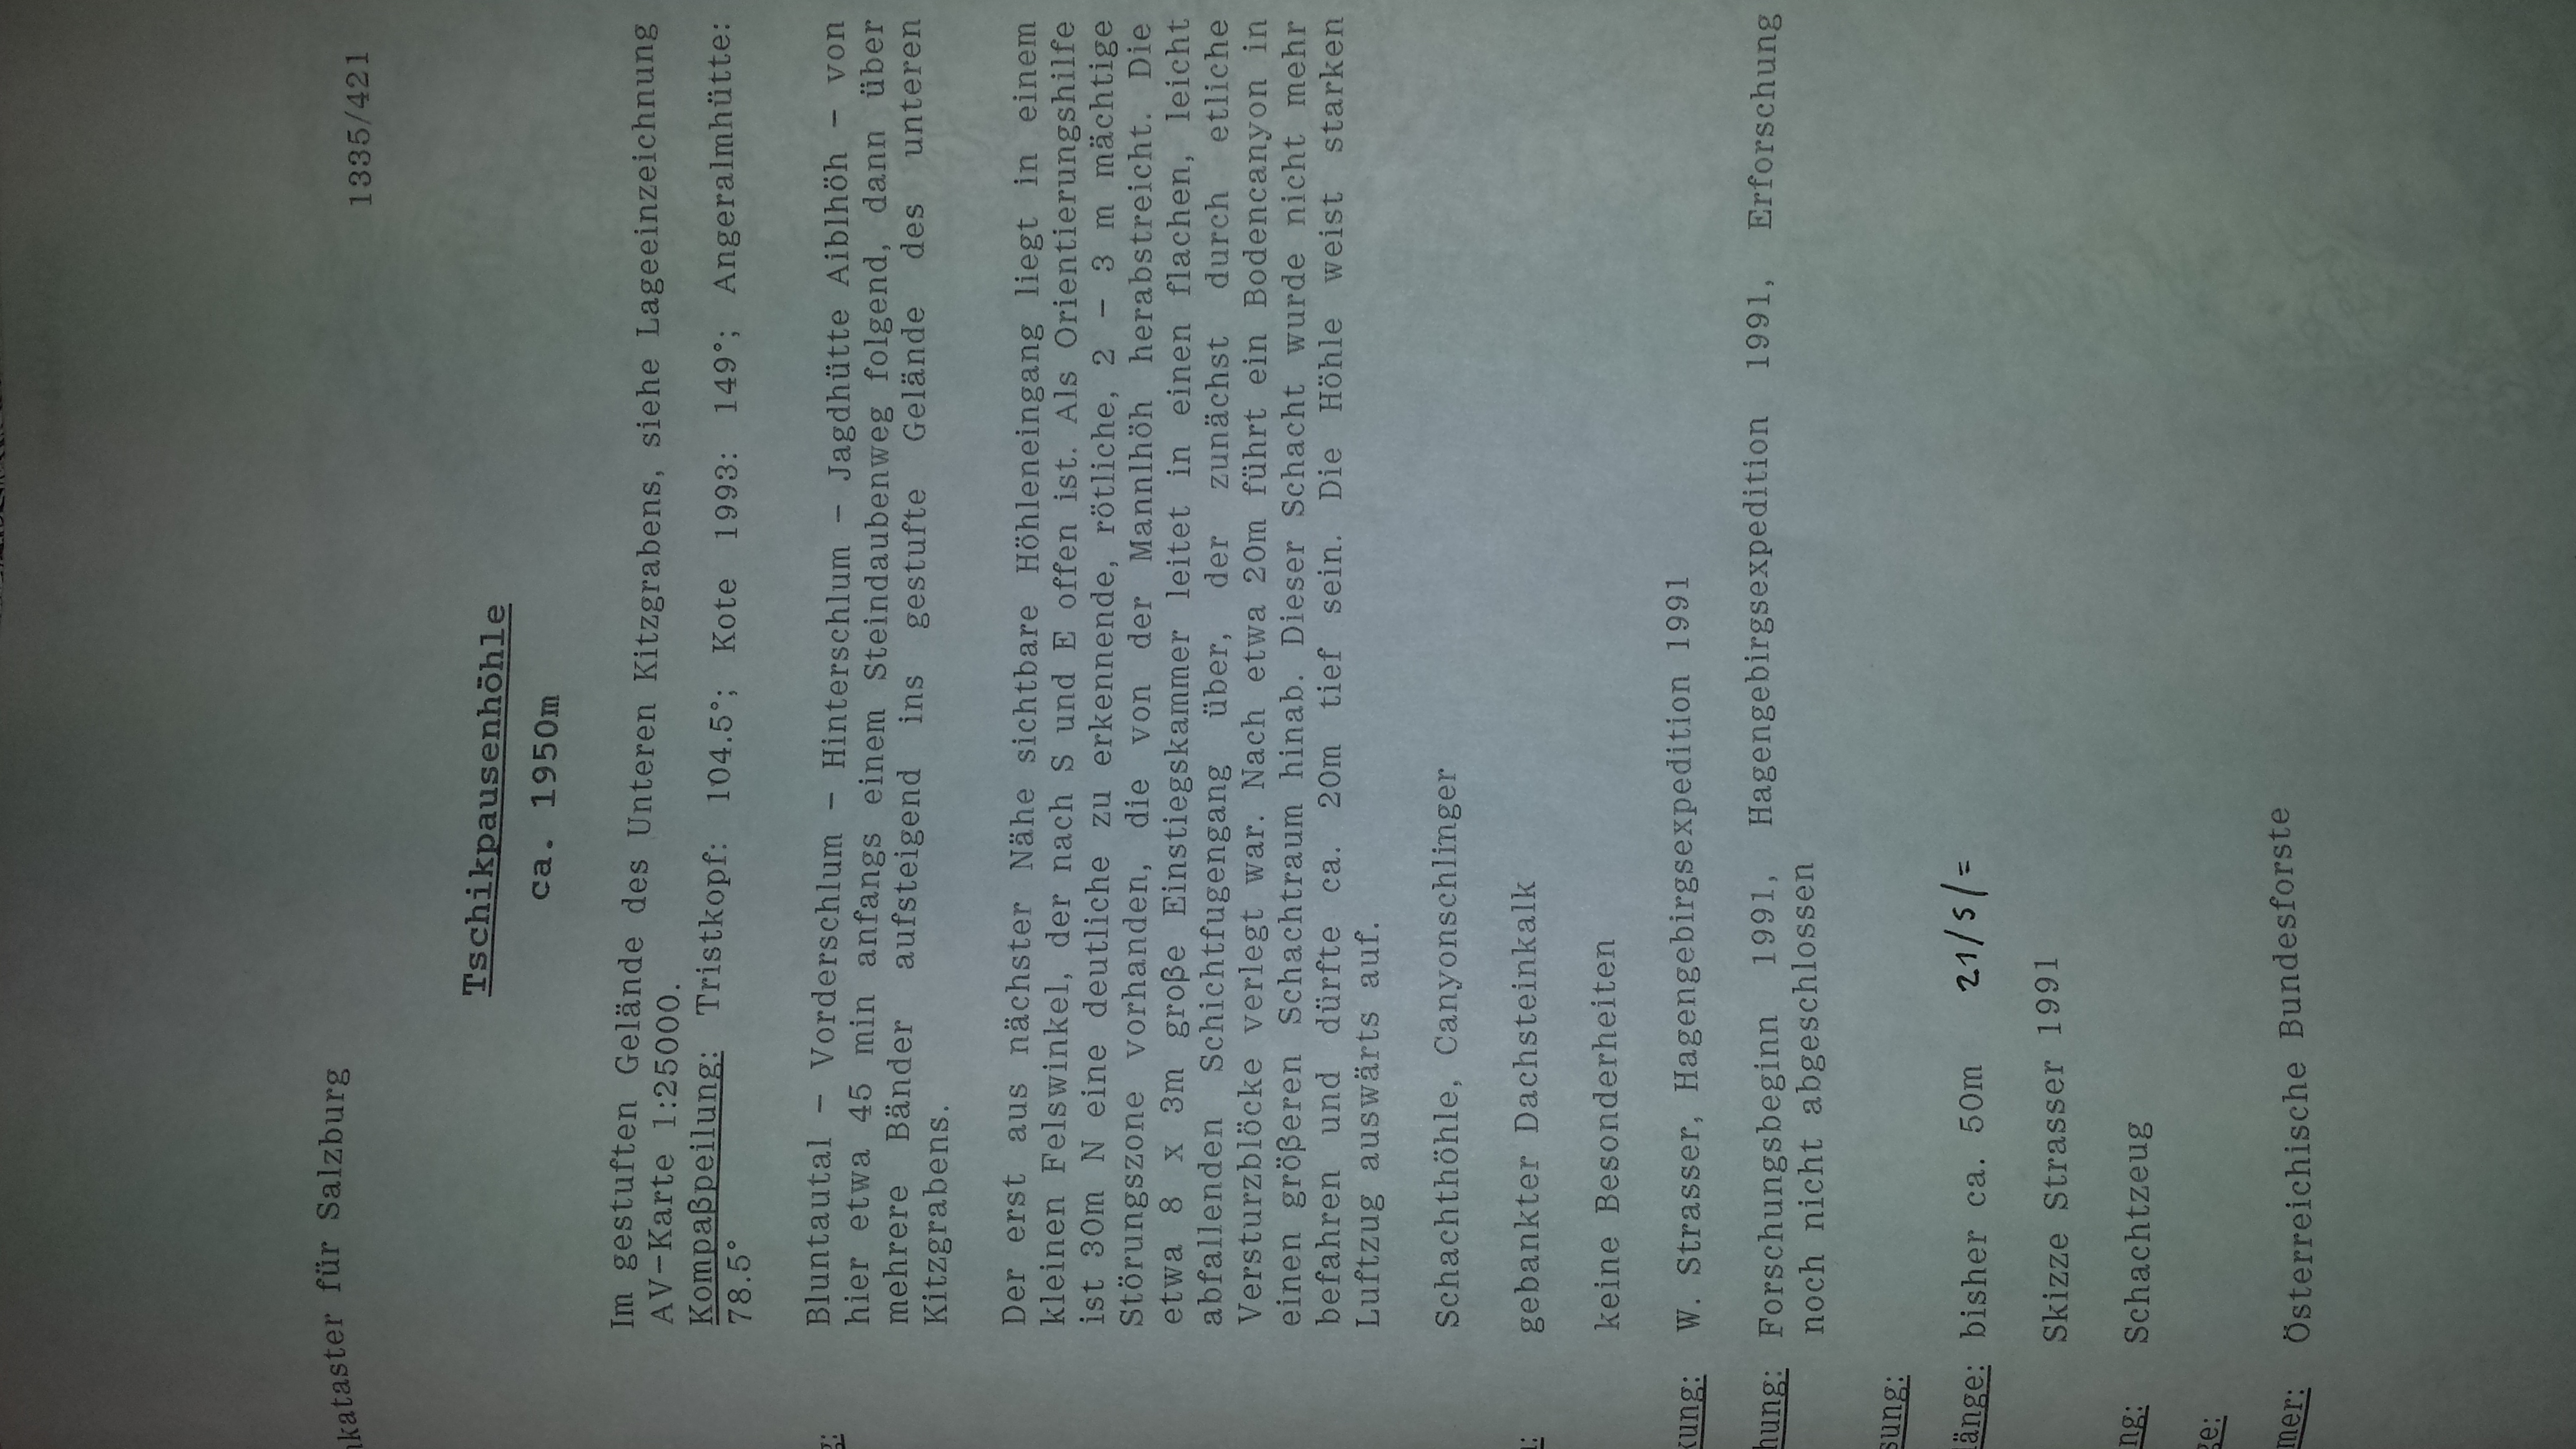 kataster für Salzburg
1335/421
Tschikpausenhöhle
ca. 1950m
Im gestuften Gelände des Unteren Kitzgrabens, siehe Lageeinzeichnung
AV-Karte 1:25000.
Kompaßpeilung: Tristkopf: 104.5°; Kote 1993: 149°; Angeralmhütte:
78.5°
g: Bluntautal - Vorderschlum - Hinterschlum - Jagdhütte Aiblhöh - von
hier etwa 45 min anfangs einem Steindaubenweg folgend, dann über
mehrere Bänder aufsteigend ins gestufte Gelände des unteren
Kitzgrabens.
Der erst aus nächster Nähe sichtbare Höhleneingang liegt in einem
kleinen Felswinkel, der nach S und E offen ist. Als Orientierungshilfe
ist 30m N eine deutliche zu erkennende, rötliche, 2 - 3 m mächtige
Störungszone vorhanden, die von der Mannlhöh herabstreicht. Die
etwa 8 x 3m große Einstiegskammer leitet in einen flachen, leicht
abfallenden Schichtfugengang über, der zunächst durch etliche
Versturzblöcke verlegt war. Nach etwa 20m führt ein Bodencanyon in
einen größeren Schachtraum hinab. Dieser Schacht wurde nicht mehr
befahren und dürfte ca. 20m tief sein. Die Höhle weist starken
Luftzug auswärts auf.
Schachthöhle, Canyonschlinger
: gebankter Dachsteinkalk
keine Besonderheiten
kung: W. Strasser, Hagengebirgsexpedition 1991
hung: Forschungsbeginn 1991, Hagengebirgsexpedition 1991, Erforschung
noch nicht abgeschlossen
sung:
länge: bisher ca. 50m 21/5/=
Skizze Strasser 1991
ng: Schachtzeug
ge:
mer: Österreichische Bundesforste